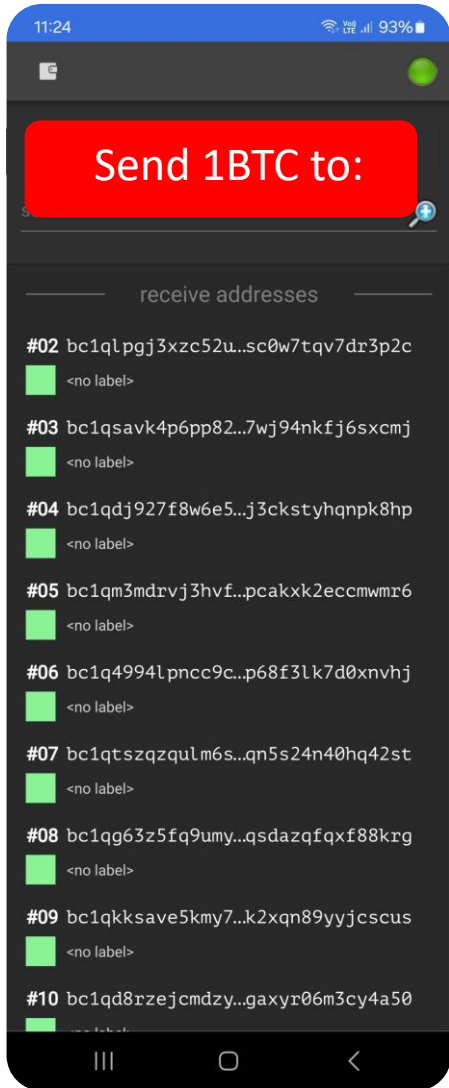 11:24
Vo) LTE 93%
Send 1BTC to:
receive addresses
#02 bc1qlpgj3xzc52u…sc0w7tqv7dr3p2c
<no label>
#03 bc1qsavk4p6pp82…7wj94nkfj6sxcmj
<no label>
#04 bc1qdj927f8w6e5…j3ckstyhqnpk8hp
<no label>
#05 bc1qm3mdrvj3hvf…pcakxk2eccmwmr6
<no label>
#06 bc1q4994lpncc9c…p68f3lk7d0xnvhj
<no label>
#07 bc1qtszqzqulm6s…qn5s24n40hq42st
<no label>
#08 bc1qg63z5fq9umy…qsdazqfqxf88krg
<no label>
#09 bc1qkksave5kmy7…k2xqn89yyjcscus
<no label>
#10 bc1qd8rzejcmdzy…gaxyr06m3cy4a50